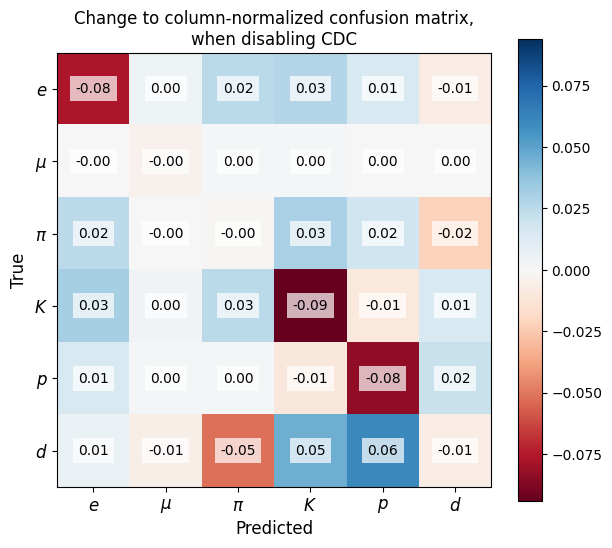 Change to column-normalized confusion matrix,
when disabling CDC
e -0.08 0.00 0.02 0.03 0.01 -0.01
μ -0.00 -0.00 0.00 0.00 0.00 0.00
π 0.02 -0.00 -0.00 0.03 0.02 -0.02
K 0.03 0.00 0.03 -0.09 -0.01 0.01
p 0.01 0.00 0.00 -0.01 -0.08 0.02
d 0.01 -0.01 -0.05 0.05 0.06 -0.01
e μ π K p d
Predicted
True
0.075
0.050
0.025
0.000
−0.025
−0.050
−0.075